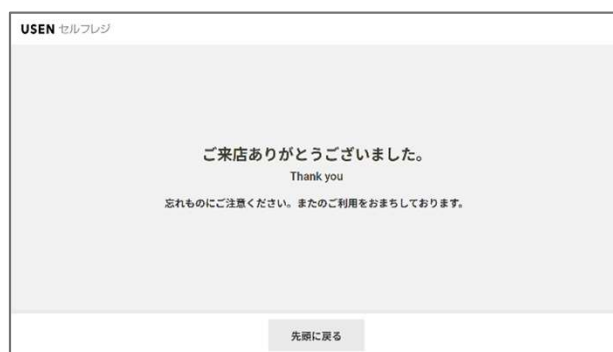 USEN セルフレジ
ご来店ありがとうございました。
Thank you
忘れものにご注意ください。またのご利用をおまちしております。
先頭に戻る